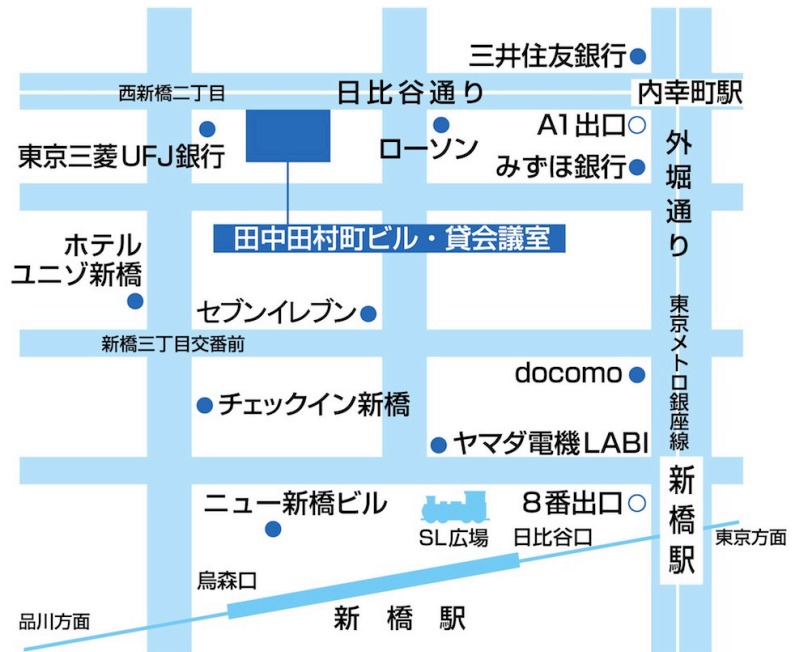 三井住友銀行
西新橋二丁目
日比谷通り
内幸町駅
東京三菱UFJ銀行
ローソン
A1出口
みずほ銀行
外堀通り
田中田村町ビル・貸会議室
ホテル
ユニゾ新橋
セブンイレブン
新橋三丁目交番前
東京メトロ銀座線
docomo
チェックイン新橋
ヤマダ電機LABI
ニュー新橋ビル
SL広場
8番出口
日比谷口
新橋駅
東京方面
烏森口
品川方面
新橋駅